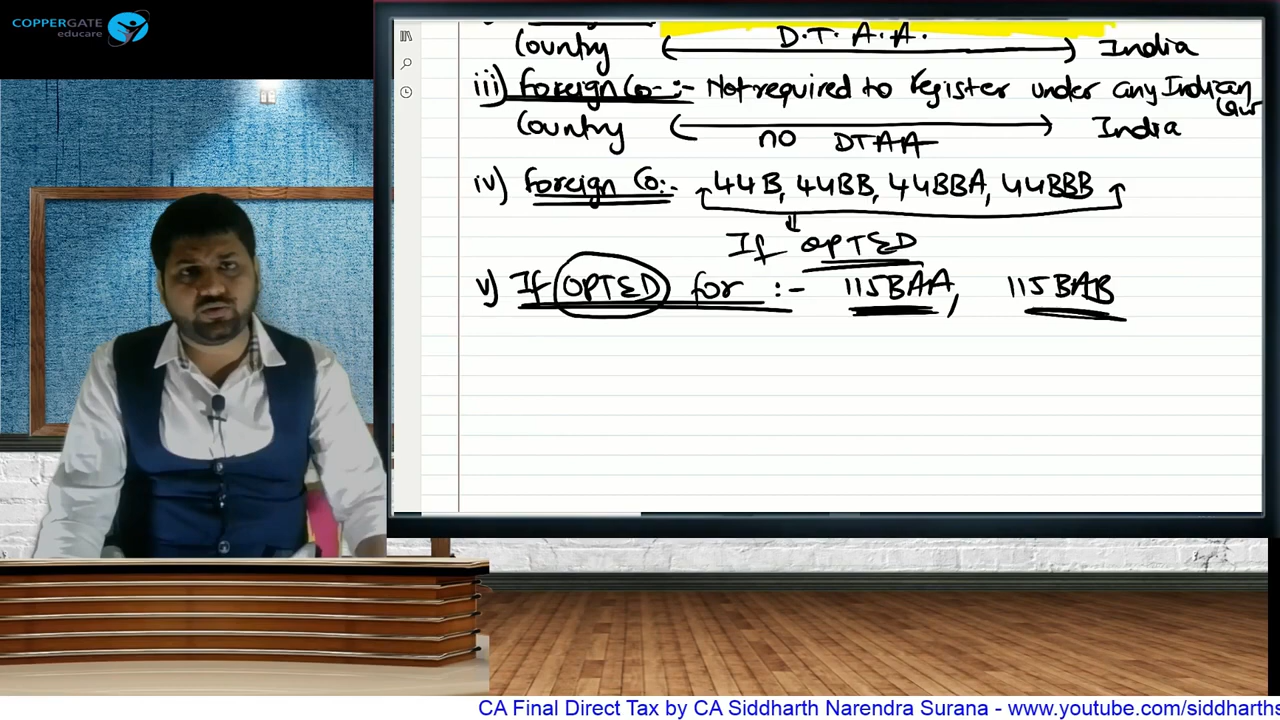 COPPERGATE
educare
Country D.T.A.A. India
iii) Foreign Co. :- Not required to register under any Indian Law
Country no DTAA India
iv) Foreign Co. :- 44B, 44BB, 44BBA, 44BBB
If OPTED
v) If OPTED for :- 115BAA, 115BAB
CA Final Direct Tax by CA Siddharth Narendra Surana - www.youtube.com/siddharths